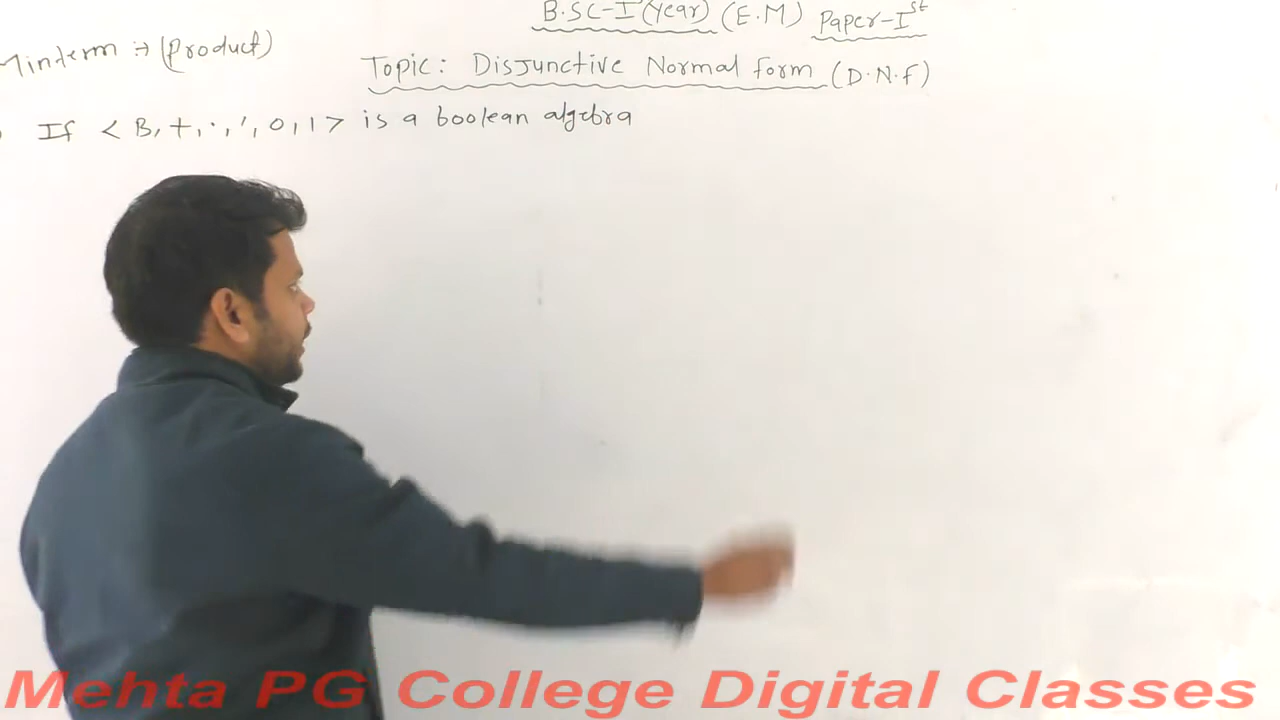 B.SC-I (Year) (E.M) Paper-I st
Minterm :→ (Product)
Topic: Disjunctive Normal form (D.N.F)
If < B, +, ·, ′, 0, 1 > is a boolean algebra
Mehta PG College Digital Classes